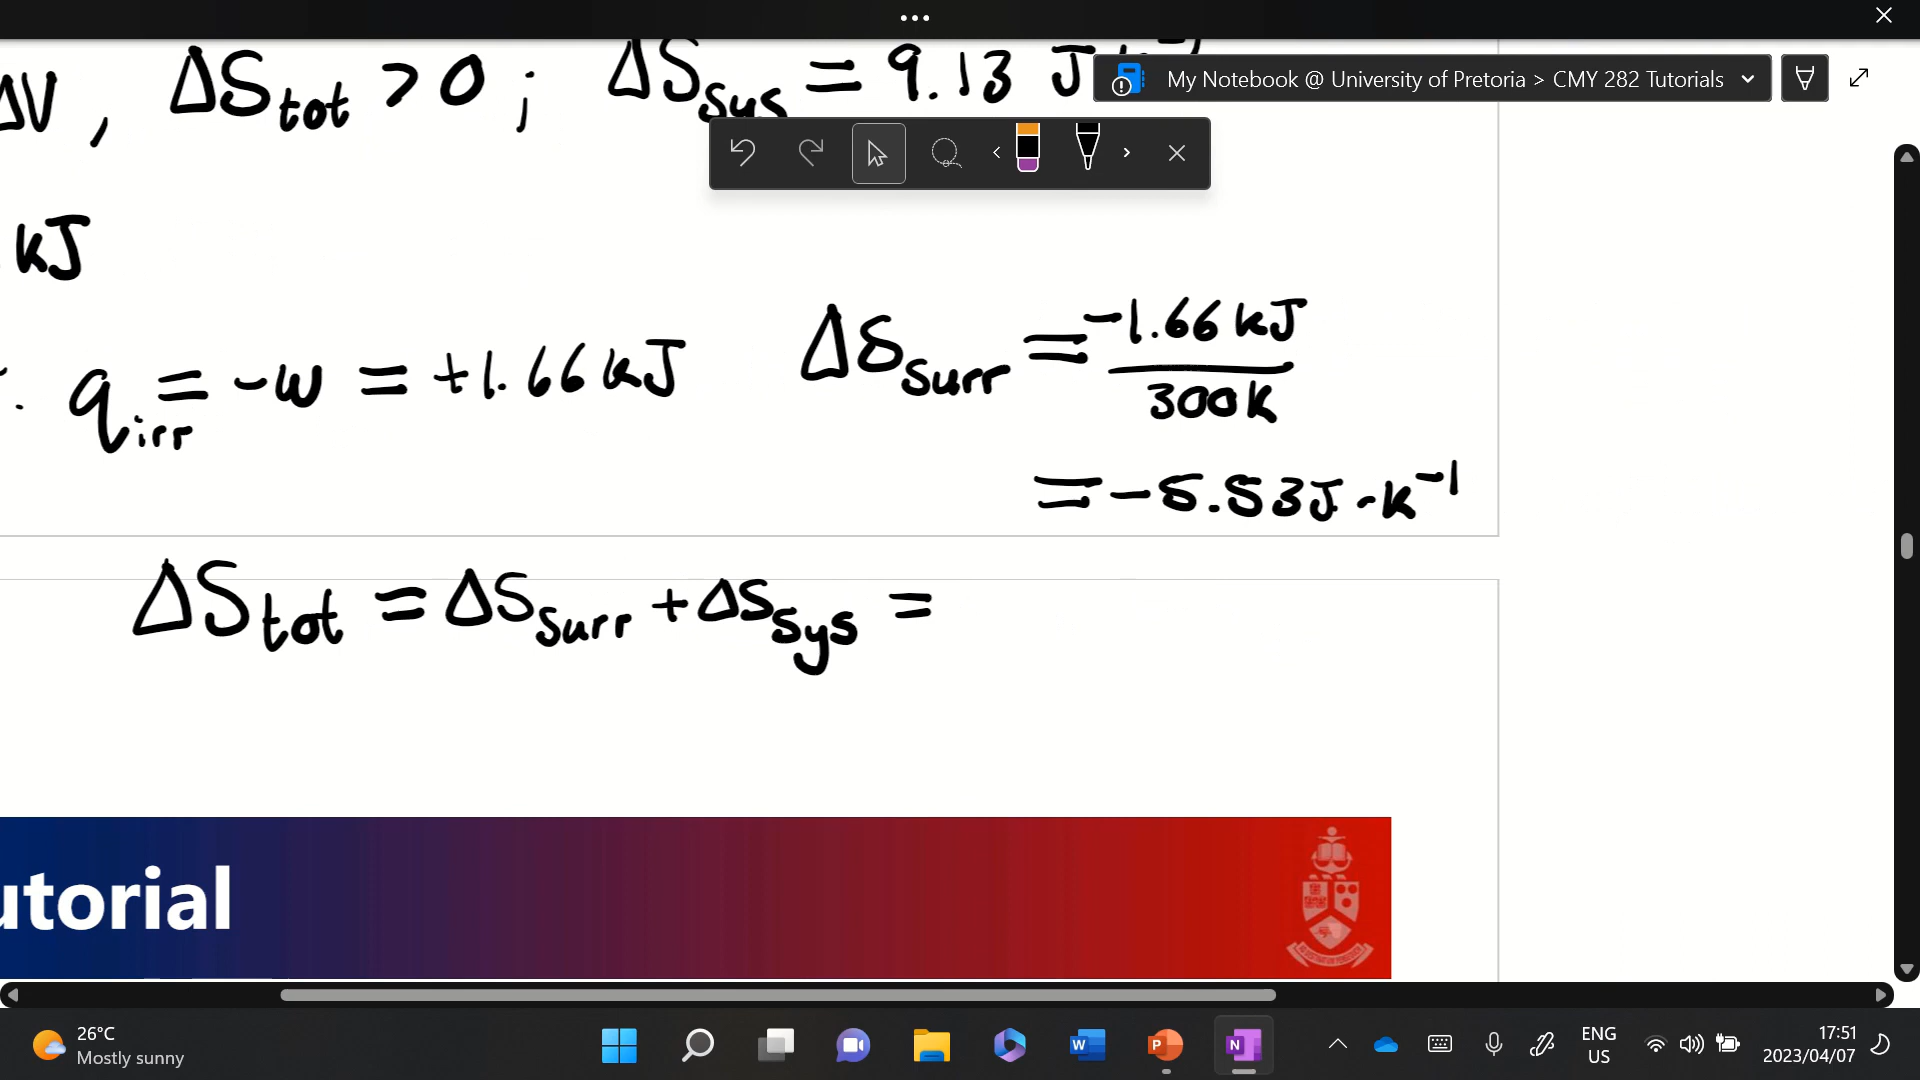 My Notebook @ University of Pretoria > CMY 282 Tutorials
ΔV, ΔS_tot > 0 ; ΔS_sys = 9.13 J
kJ
q_irr = -w = +1.66 kJ
ΔS_surr = -1.66 kJ / 300 K
= -5.53 J·K⁻¹
ΔS_tot = ΔS_surr + ΔS_sys =
utorial
26°C
Mostly sunny
ENG
US
17:51
2023/04/07